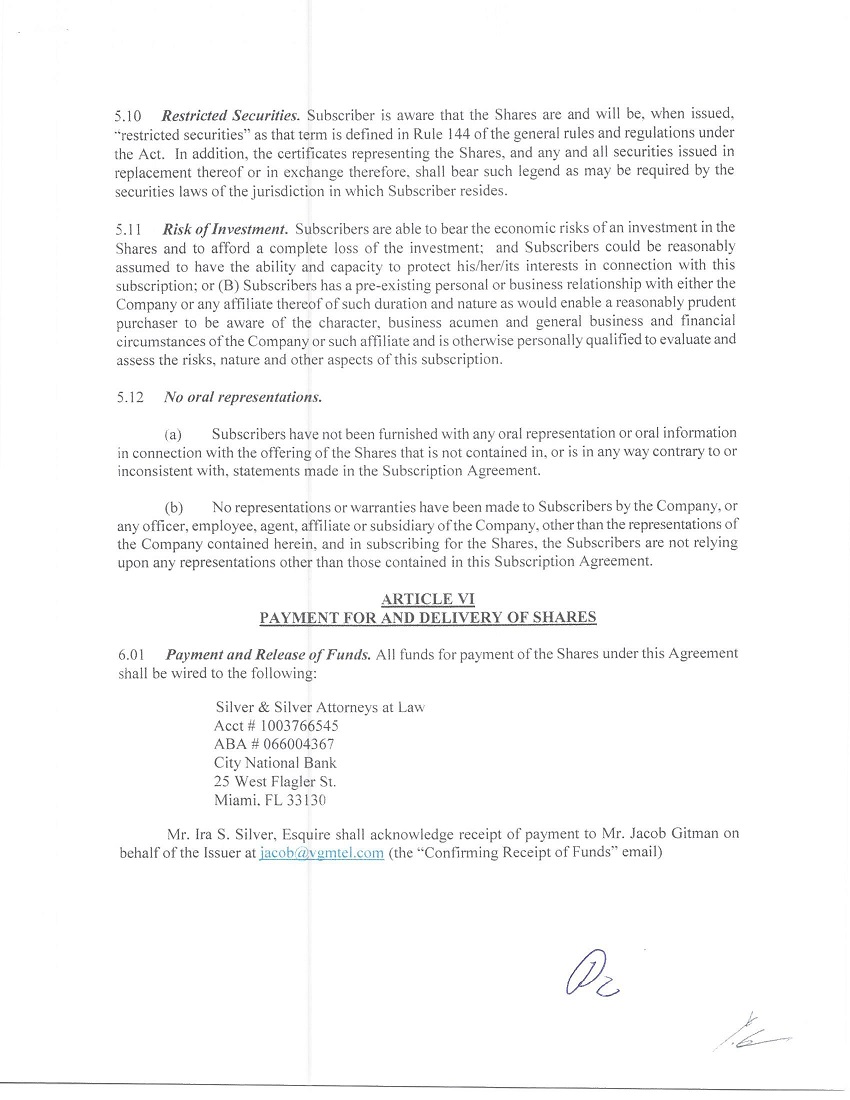 5.10 Restricted Securities. Subscriber is aware that the Shares are and will be, when issued,
“restricted securities” as that term is defined in Rule 144 of the general rules and regulations under
the Act. In addition, the certificates representing the Shares, and any and all securities issued in
replacement thereof or in exchange therefore, shall bear such legend as may be required by the
securities laws of the jurisdiction in which Subscriber resides.
5.11 Risk of Investment. Subscribers are able to bear the economic risks of an investment in the
Shares and to afford a complete loss of the investment; and Subscribers could be reasonably
assumed to have the ability and capacity to protect his/her/its interests in connection with this
subscription; or (B) Subscribers has a pre-existing personal or business relationship with either the
Company or any affiliate thereof of such duration and nature as would enable a reasonably prudent
purchaser to be aware of the character, business acumen and general business and financial
circumstances of the Company or such affiliate and is otherwise personally qualified to evaluate and
assess the risks, nature and other aspects of this subscription.
5.12 No oral representations.
(a) Subscribers have not been furnished with any oral representation or oral information
in connection with the offering of the Shares that is not contained in, or is in any way contrary to or
inconsistent with, statements made in the Subscription Agreement.
(b) No representations or warranties have been made to Subscribers by the Company, or
any officer, employee, agent, affiliate or subsidiary of the Company, other than the representations of
the Company contained herein, and in subscribing for the Shares, the Subscribers are not relying
upon any representations other than those contained in this Subscription Agreement.
ARTICLE VI
PAYMENT FOR AND DELIVERY OF SHARES
6.01 Payment and Release of Funds. All funds for payment of the Shares under this Agreement
shall be wired to the following:
Silver & Silver Attorneys at Law
Acct # 1003766545
ABA # 066004367
City National Bank
25 West Flagler St.
Miami, FL 33130
Mr. Ira S. Silver, Esquire shall acknowledge receipt of payment to Mr. Jacob Gitman on
behalf of the Issuer at jacob@vgmtel.com (the “Confirming Receipt of Funds” email)